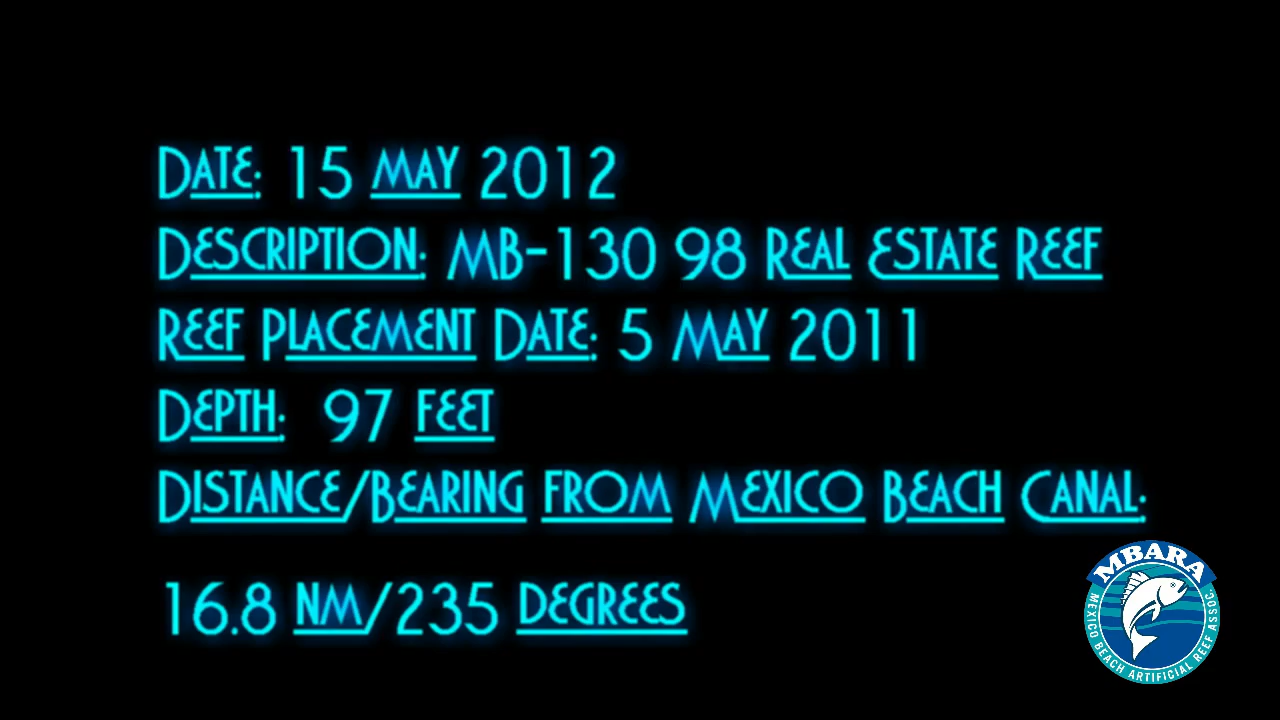 Date: 15 May 2012
Description: MB-130 98 Real Estate Reef
Reef Placement Date: 5 May 2011
Depth: 97 feet
Distance/Bearing from Mexico Beach Canal:
16.8 nm/235 degrees
MBARA
MEXICO BEACH ARTIFICIAL REEF ASSOC.